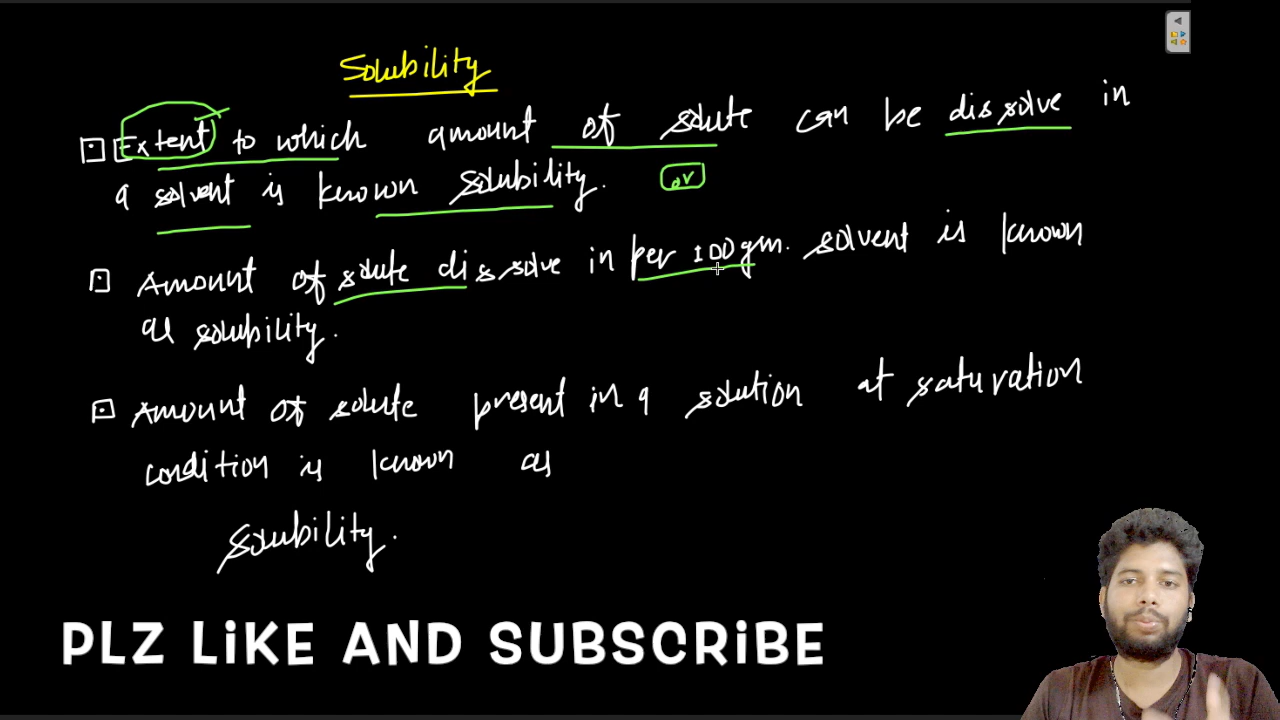 Solubility
Extent to which amount of solute can be dissolve in
a solvent is known solubility. or
Amount of solute dissolve in per 100gm. solvent is known
as solubility.
Amount of solute present in a solution at saturation
condition is known as
solubility.
PLZ LiKE AND SUBSCRiBE